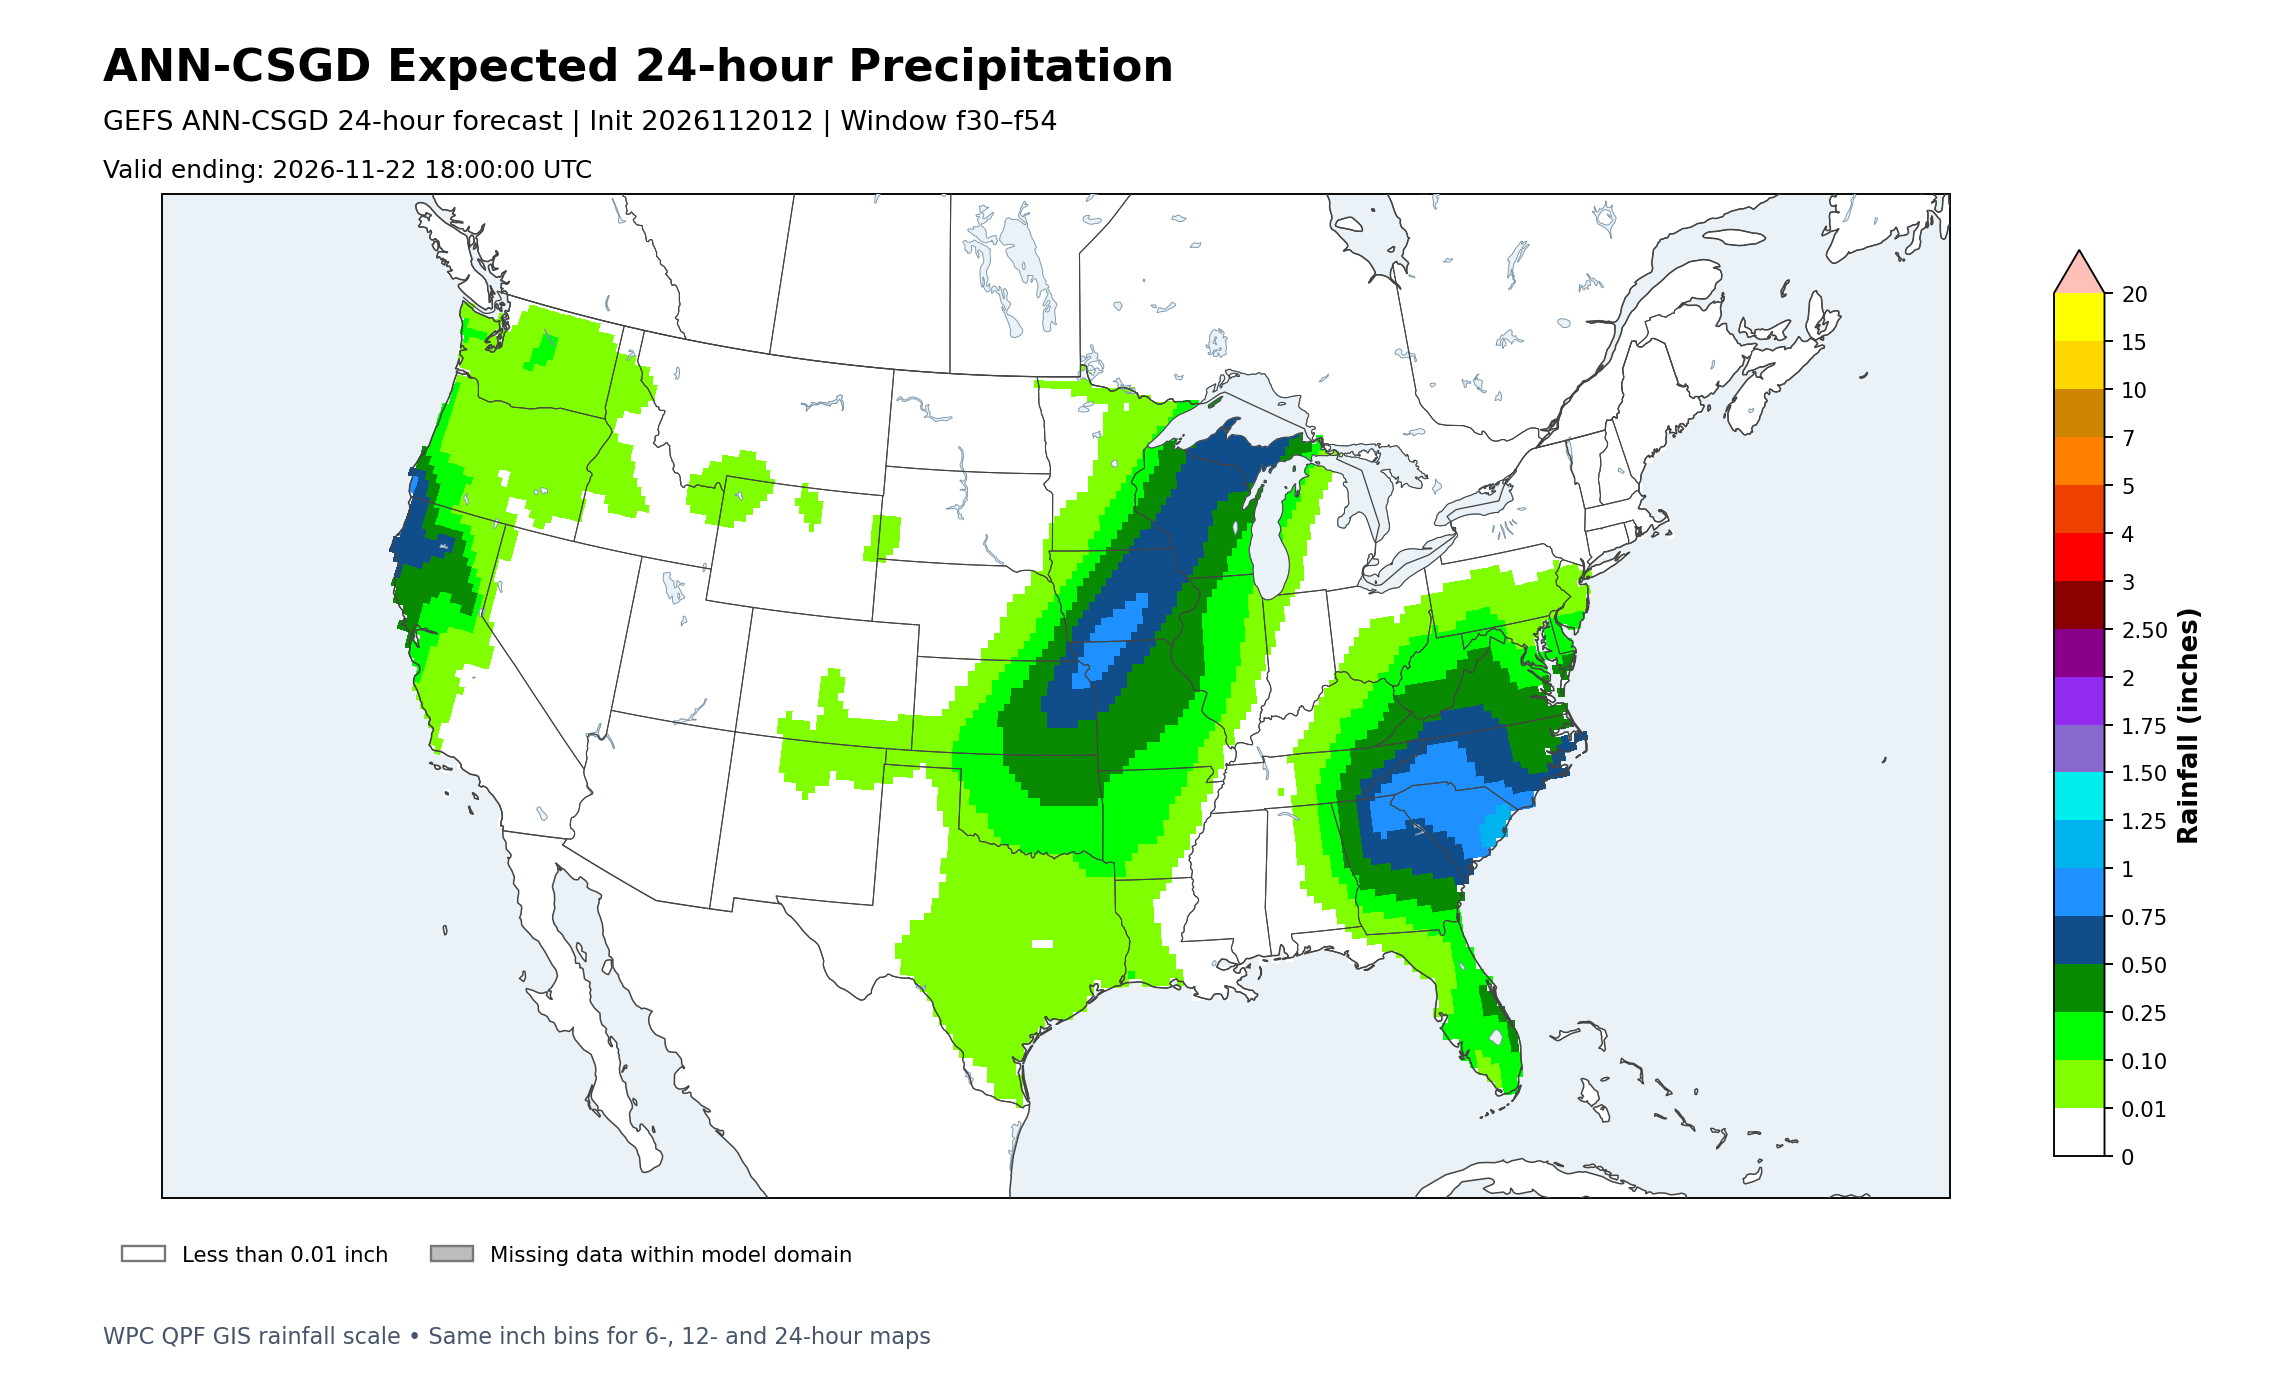 ANN-CSGD Expected 24-hour Precipitation
GEFS ANN-CSGD 24-hour forecast | Init 2026112012 | Window f30–f54
Valid ending: 2026-11-22 18:00:00 UTC
20
15
10
7
5
4
3
2.50
2
1.75
1.50
1.25
1
0.75
0.50
0.25
0.10
0.01
0
Rainfall (inches)
Less than 0.01 inch
Missing data within model domain
WPC QPF GIS rainfall scale • Same inch bins for 6-, 12- and 24-hour maps